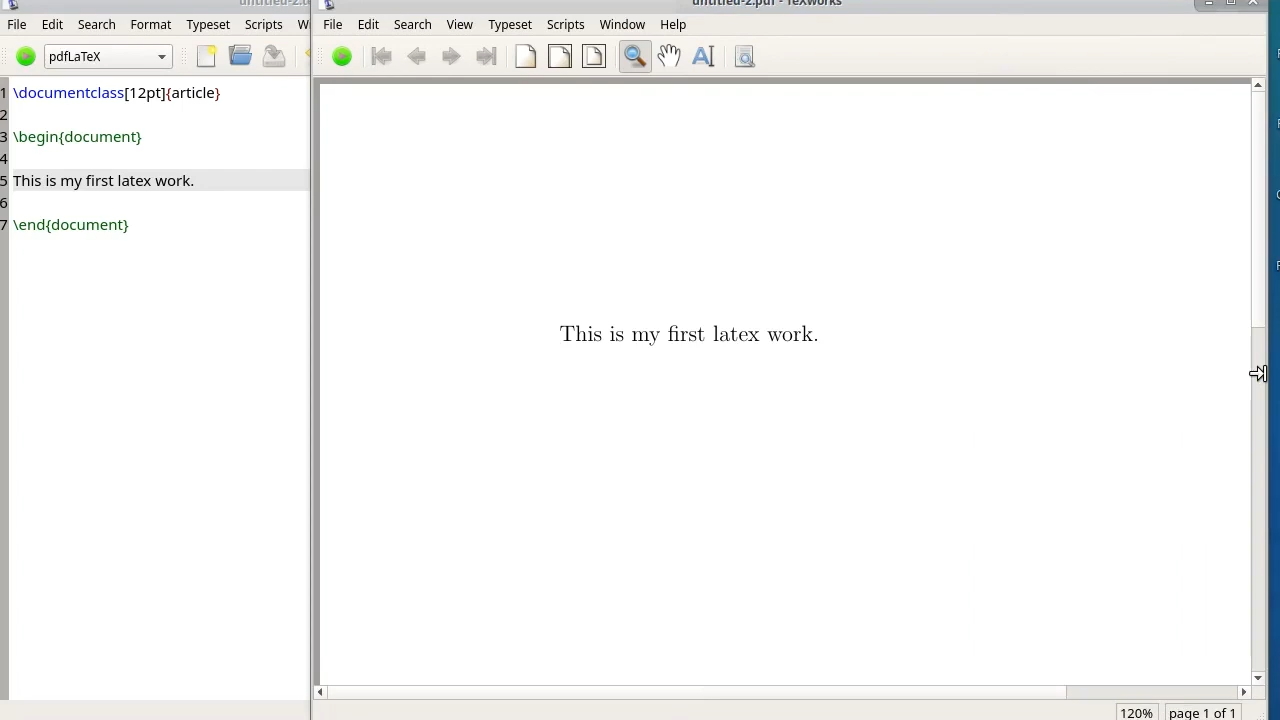 untitled-2.t
untitled-2.pdf - TeXworks
File Edit Search Format Typeset Scripts W
File Edit Search View Typeset Scripts Window Help
pdfLaTeX
1 \documentclass[12pt]{article}
2
3 \begin{document}
4
5 This is my first latex work.
6
7 \end{document}
This is my first latex work.
120% page 1 of 1